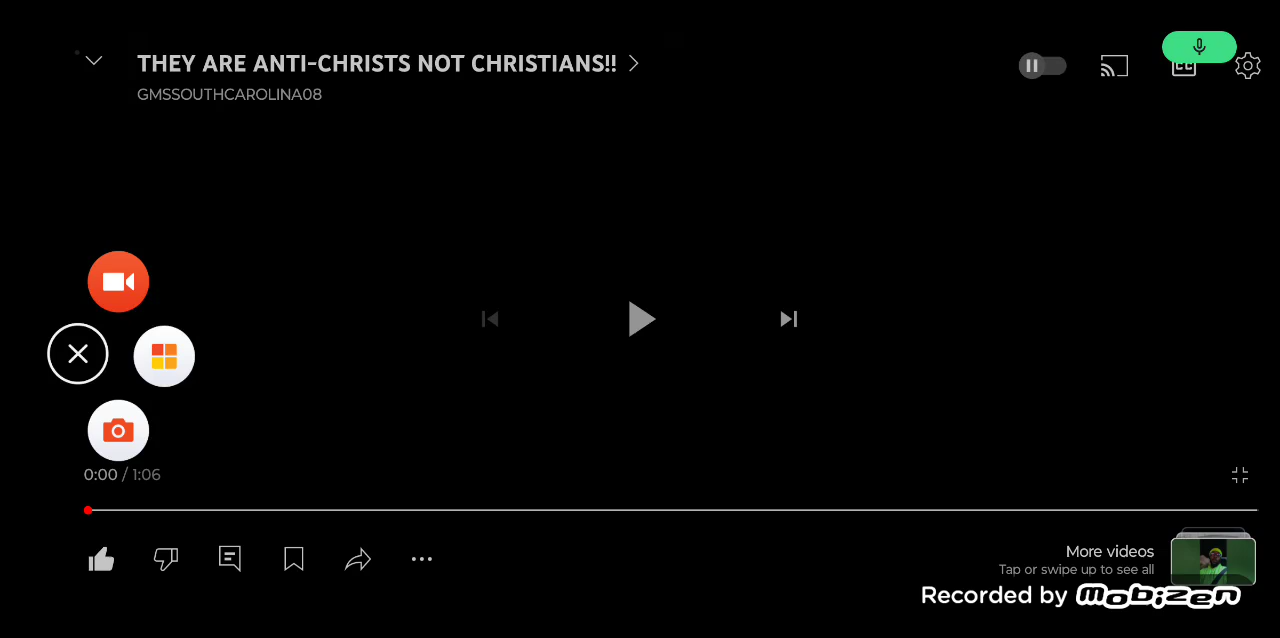 THEY ARE ANTI-CHRISTS NOT CHRISTIANS!!
GMSSOUTHCAROLINA08
CC
0:00 / 1:06
More videos
Tap or swipe up to see all
Recorded by mobizen